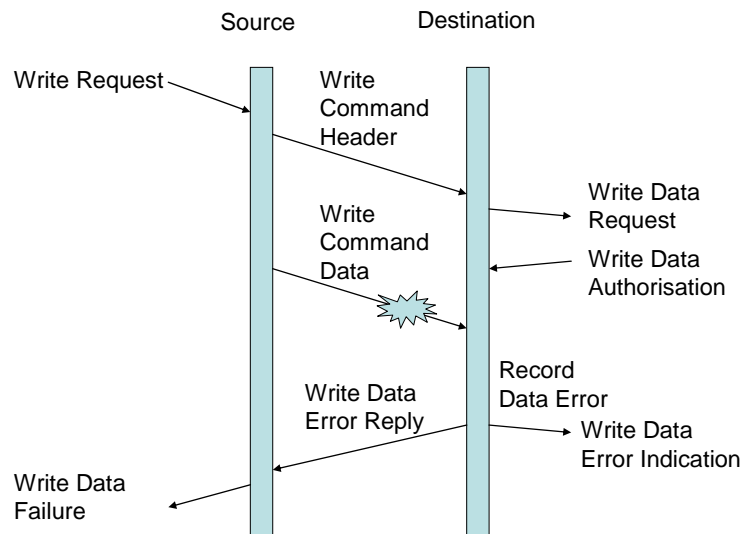 Source
Destination
Write Request
Write
Command
Header
Write Data
Request
Write
Command
Data
Write Data
Authorisation
Record
Data Error
Write Data
Error Reply
Write Data
Error Indication
Write Data
Failure